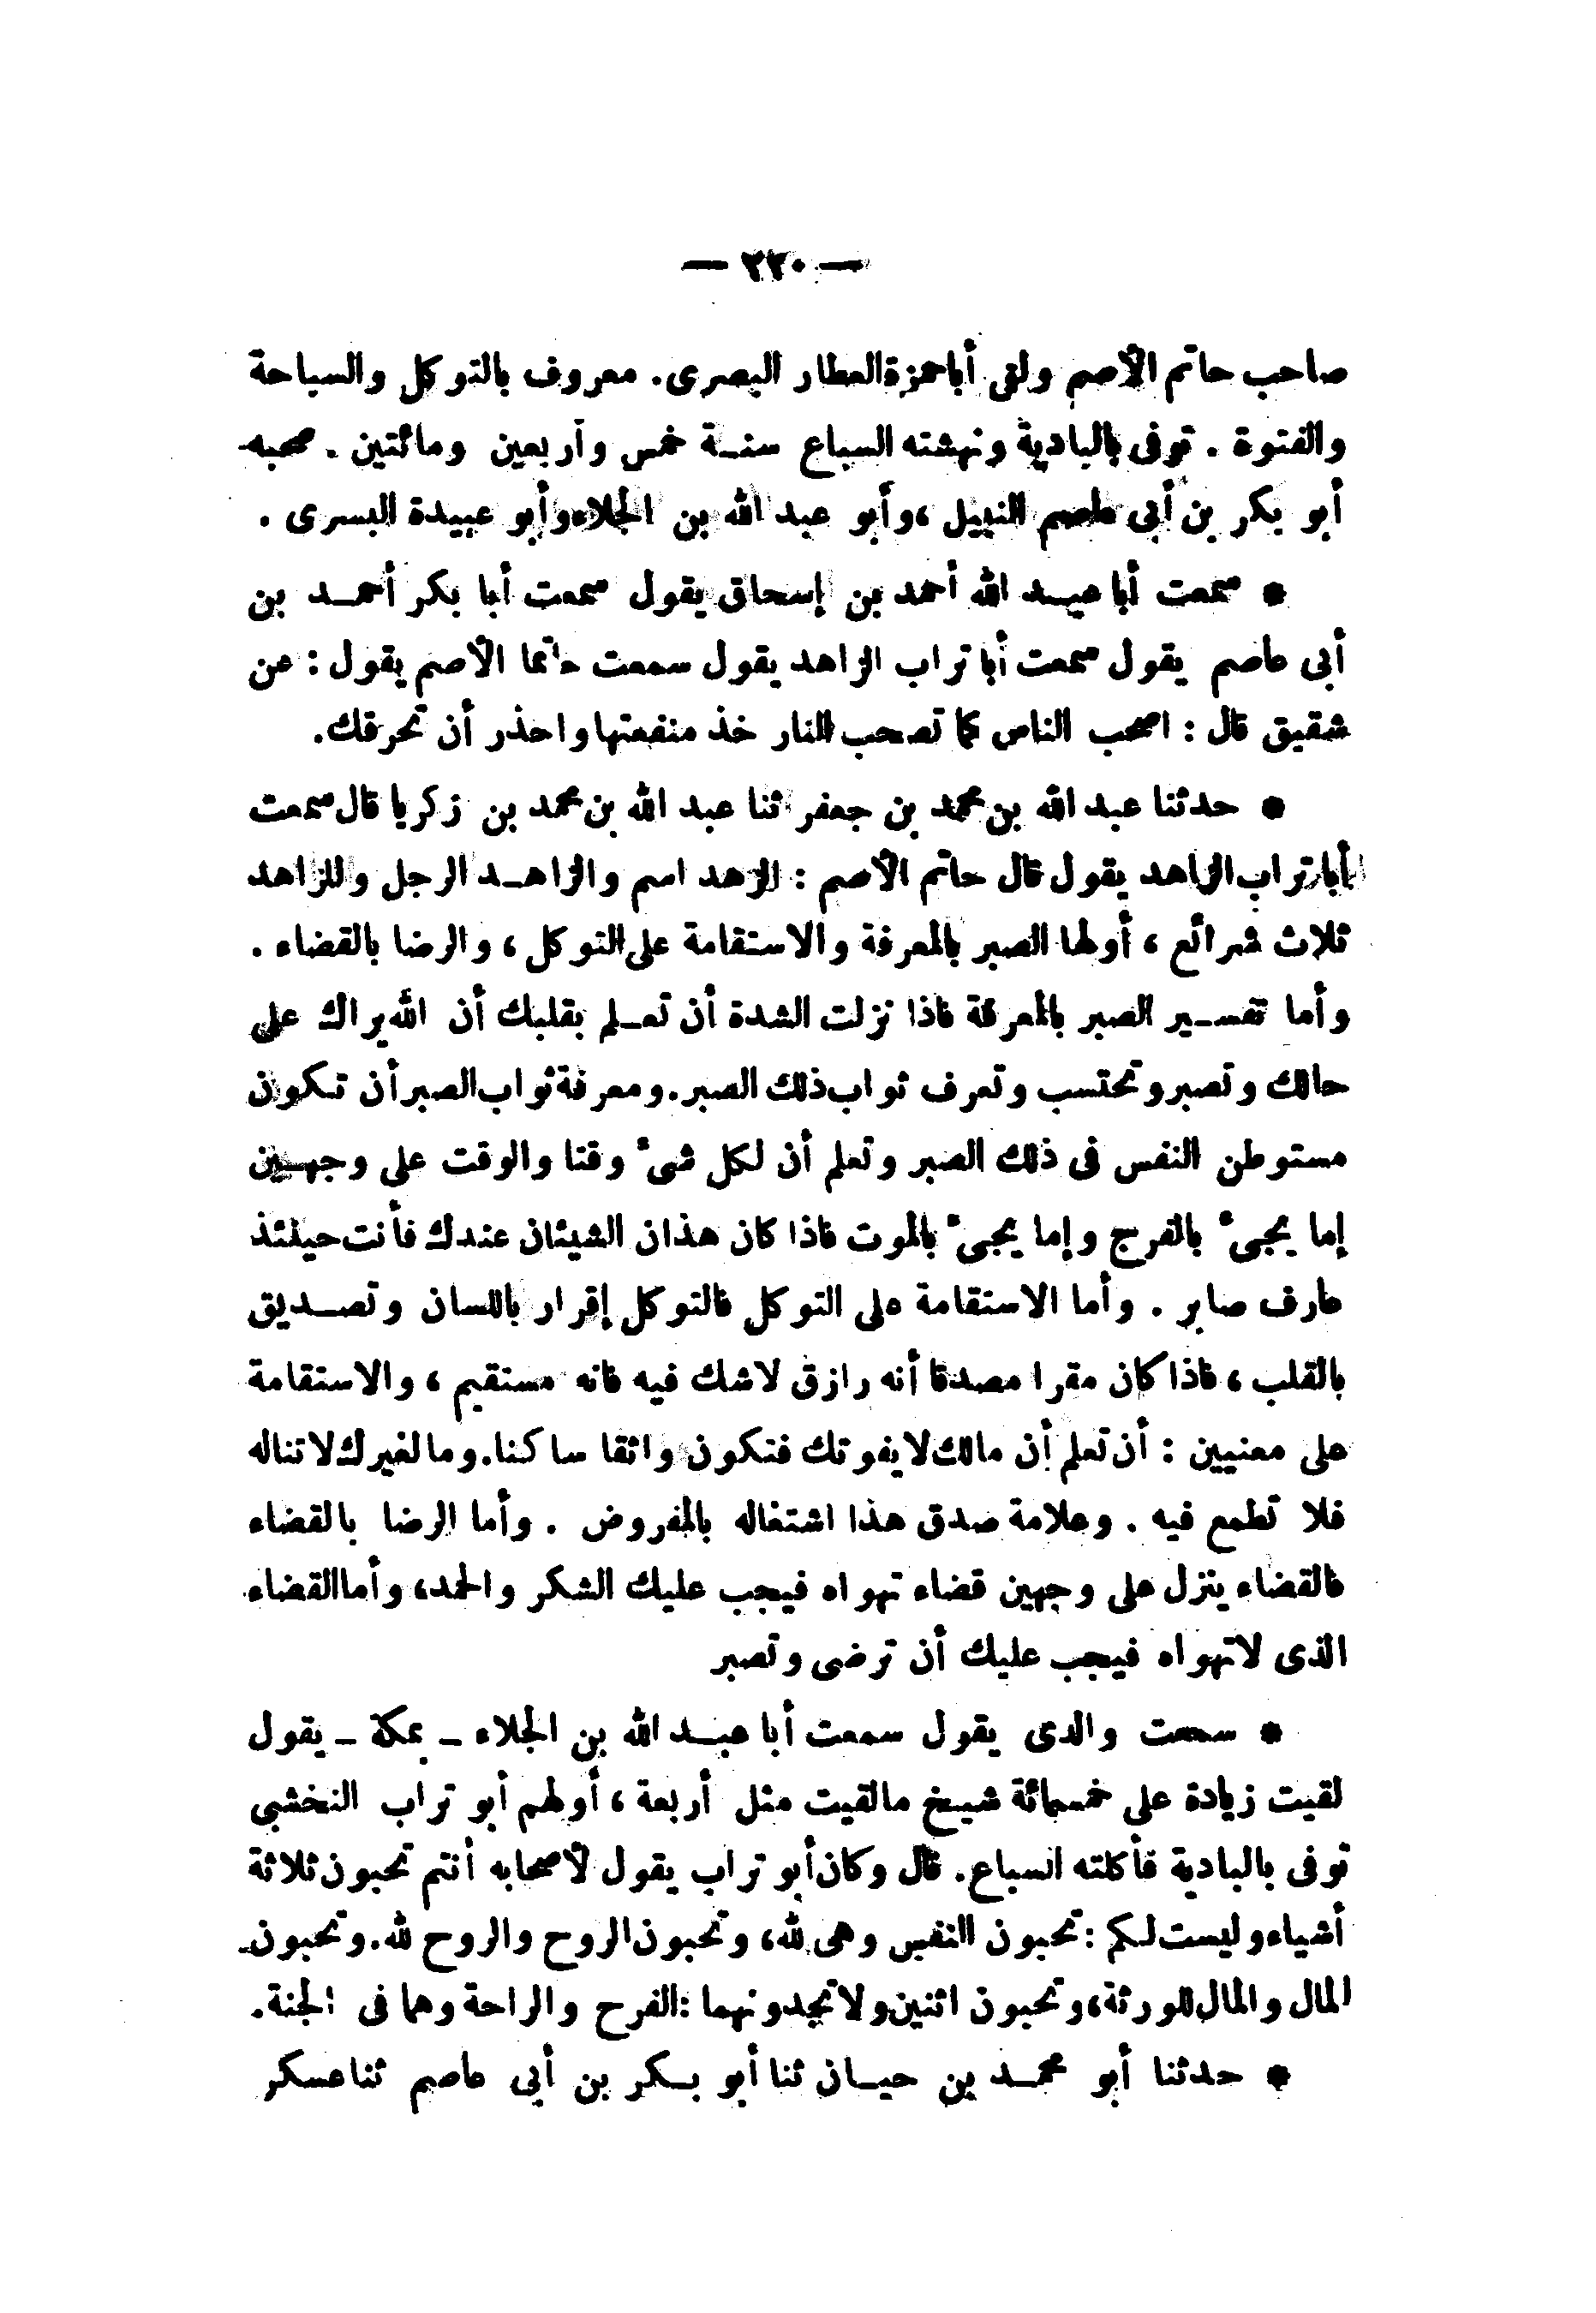 — ٢٢٠ —
صاحب حاتم الأصم ولقى أبا حمزة العطار البصرى. معروف بالتوكل والسياحة
والفتوة . توفى بالبادية ونهشته السباع سنة خمس وأربعين ومائتين . صحبه
أبو بكر بن أبى عاصم النبيل ، وأبو عبد الله بن الجلاء وأبو عبيدة البسرى .
* سمعت أبا عبد الله أحمد بن إسحاق يقول سمعت أبا بكر أحمد بن
أبى عاصم يقول سمعت أبا تراب الزاهد يقول سمعت حاتما الأصم يقول : عن
شقيق قال : اصحب الناس كما تصحب النار خذ منفعتها واحذر أن تحرقك.
* حدثنا عبد الله بن محمد بن جعفر ثنا عبد الله بن محمد بن زكريا قال سمعت
أبا تراب الزاهد يقول قال حاتم الأصم : الزهد اسم والزاهد الرجل وللزاهد
ثلاث شرائع ، أولها الصبر بالمعرفة والاستقامة على التوكل ، والرضا بالقضاء .
وأما تفسير الصبر بالمعرفة فاذا نزلت الشدة أن تعلم بقلبك أن الله يراك على
حالك وتصبر وتحتسب وتعرف ثواب ذلك الصبر. ومعرفة ثواب الصبر أن تكون
مستوطن النفس فى ذلك الصبر وتعلم أن لكل شىء وقتا والوقت على وجهين
إما يجىء بالفرج وإما يجىء بالموت فاذا كان هذان الشيئان عندك فأنت حينئذ
عارف صابر . وأما الاستقامة على التوكل فالتوكل إقرار باللسان وتصديق
بالقلب ، فاذا كان مقرا مصدقا أنه رازق لاشك فيه فانه مستقيم ، والاستقامة
على معنيين : أن تعلم أن مالك لايفوتك فتكون واثقا ساكنا. وما لغيرك لاتناله
فلا تطمع فيه . وعلامة صدق هذا اشتغاله بالمفروض . وأما الرضا بالقضاء
فالقضاء ينزل على وجهين قضاء تهواه فيجب عليك الشكر والحمد، وأما القضاء
الذى لاتهواه فيجب عليك أن ترضى وتصبر
* سمعت والدى يقول سمعت أبا عبد الله بن الجلاء - بمكة - يقول
لقيت زيادة على خمسمائة شيخ مالقيت مثل أربعة ، أولهم أبو تراب النخشبى
توفى بالبادية فأكلته السباع. قال وكان أبو تراب يقول لأصحابه أنتم تحبون ثلاثة
أشياء وليست لكم : تحبون النفس وهى لله، وتحبون الروح والروح لله. وتحبون
المال والمال للورثة، وتحبون اثنين ولا تجدونهما : الفرح والراحة وهما فى الجنة.
* حدثنا أبو محمد بن حيان ثنا أبو بكر بن أبى عاصم ثنا عسكر